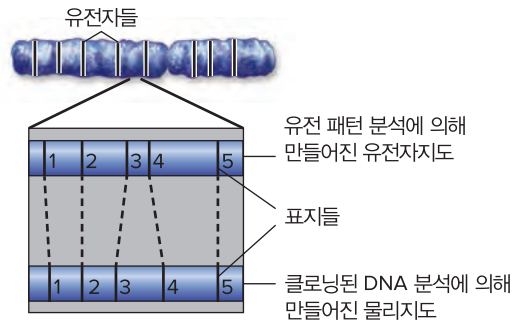 유전자들
유전 패턴 분석에 의해
만들어진 유전자지도
1 2 3 4 5
표지들
1 2 3 4 5
클로닝된 DNA 분석에 의해
만들어진 물리지도